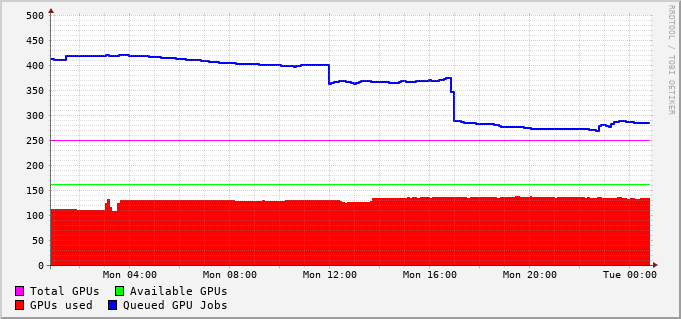 500
450
400
350
300
250
200
150
100
50
0
Mon 04:00 Mon 08:00 Mon 12:00 Mon 16:00 Mon 20:00 Tue 00:00
Total GPUs Available GPUs
GPUs used Queued GPU Jobs
RRDTOOL / TOBI OETIKER